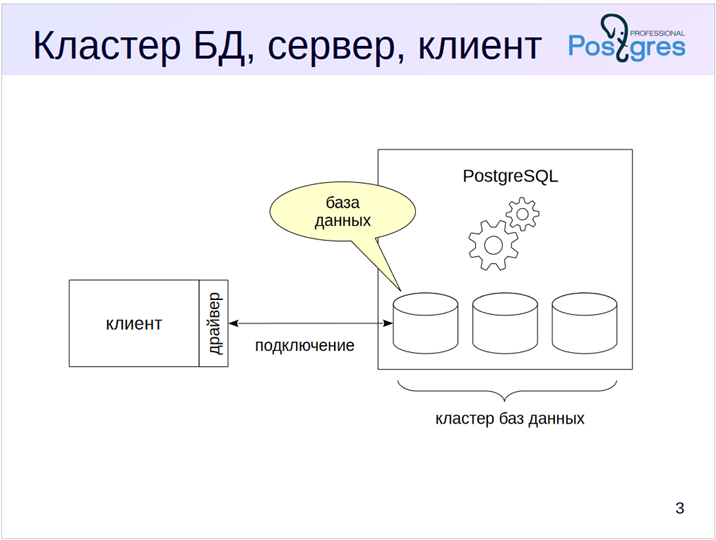 Кластер БД, сервер, клиент
PROFESSIONAL
Postgres
PostgreSQL
база
данных
клиент
драйвер
подключение
кластер баз данных
3